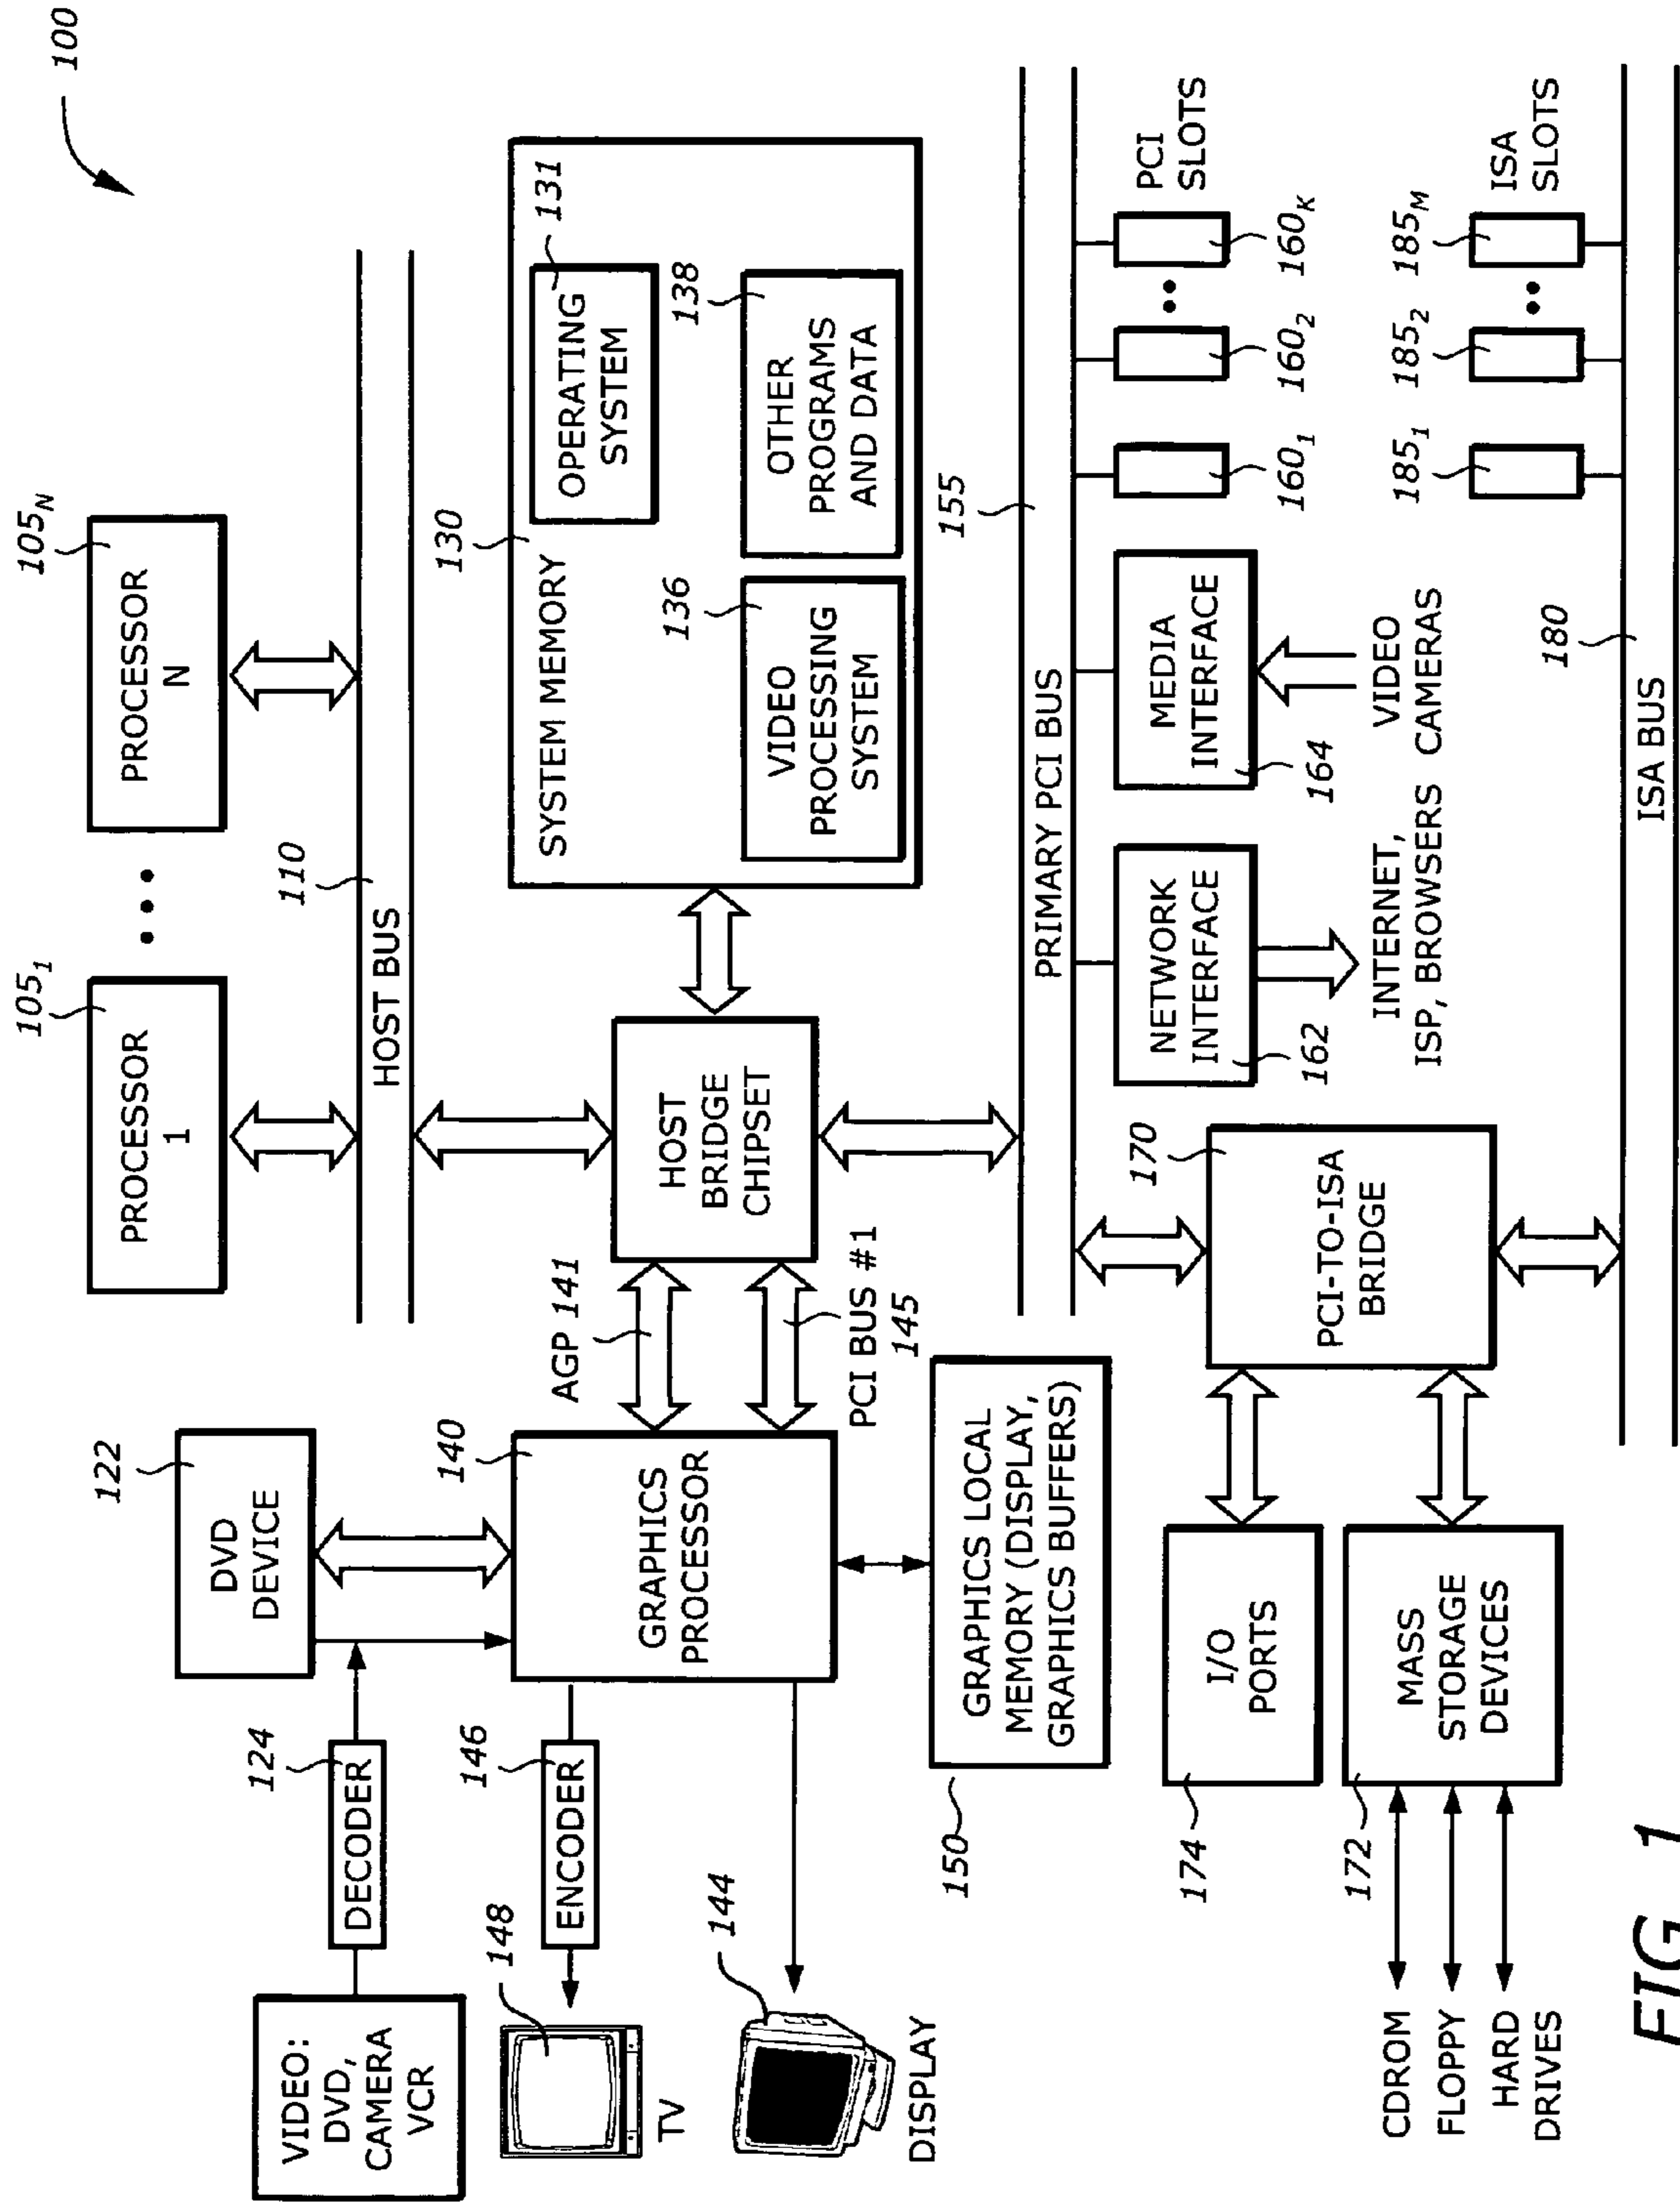 100
105₁
PROCESSOR
1
105_N
PROCESSOR
N
110
HOST BUS
122
DVD
DEVICE
124
DECODER
VIDEO:
DVD,
CAMERA
VCR
146
ENCODER
148
TV
144
DISPLAY
140
GRAPHICS
PROCESSOR
AGP 141
PCI BUS #1
145
HOST
BRIDGE
CHIPSET
130
SYSTEM MEMORY
131
OPERATING
SYSTEM
136
VIDEO
PROCESSING
SYSTEM
138
OTHER
PROGRAMS
AND DATA
150
GRAPHICS LOCAL
MEMORY (DISPLAY,
GRAPHICS BUFFERS)
155
PRIMARY PCI BUS
174
I/O
PORTS
172
MASS
STORAGE
DEVICES
CDROM
FLOPPY
HARD
DRIVES
170
PCI-TO-ISA
BRIDGE
NETWORK
INTERFACE
162
INTERNET,
ISP, BROWSERS
MEDIA
INTERFACE
164
VIDEO
CAMERAS
160₁
160₂
160_K
PCI
SLOTS
185₁
185₂
185_M
ISA
SLOTS
180
ISA BUS
FIG. 1